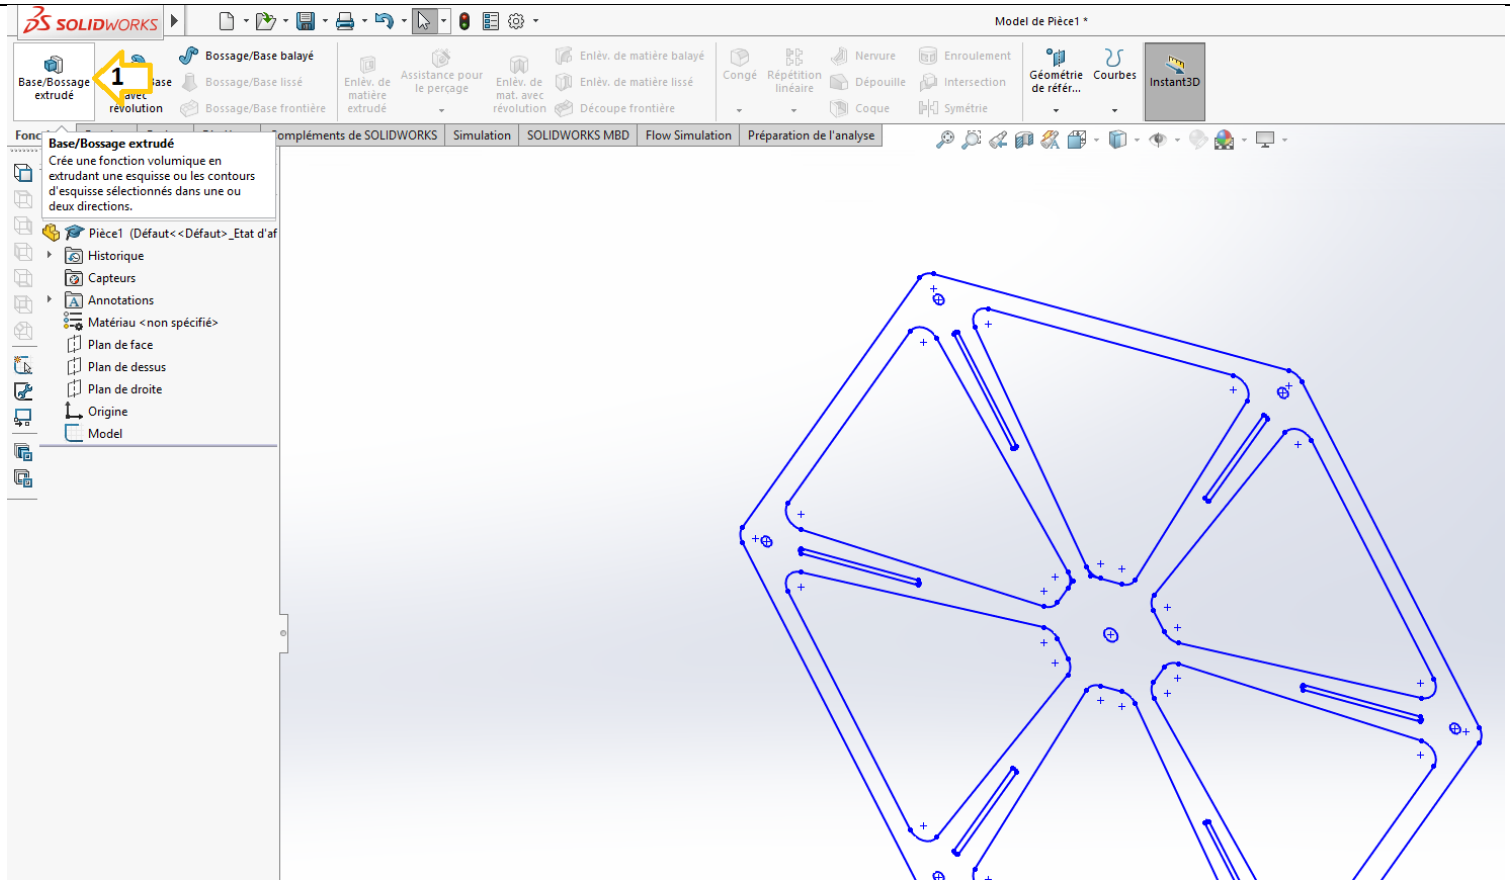 SOLIDWORKS
Model de Pièce1 *
Base/Bossage
extrudé
1
Base
avec
révolution
Bossage/Base balayé
Bossage/Base lissé
Bossage/Base frontière
Enlèv. de
matière
extrudé
Assistance pour
le perçage
Enlèv. de
mat. avec
révolution
Enlèv. de matière balayé
Enlèv. de matière lissé
Découpe frontière
Congé
Répétition
linéaire
Nervure
Dépouille
Coque
Enroulement
Intersection
Symétrie
Géométrie
de référ...
Courbes
Instant3D
Fonc
ompléments de SOLIDWORKS
Simulation
SOLIDWORKS MBD
Flow Simulation
Préparation de l'analyse
Base/Bossage extrudé
Crée une fonction volumique en
extrudant une esquisse ou les contours
d'esquisse sélectionnés dans une ou
deux directions.
Pièce1 (Défaut<<Défaut>_Etat d'af
Historique
Capteurs
Annotations
Matériau <non spécifié>
Plan de face
Plan de dessus
Plan de droite
Origine
Model